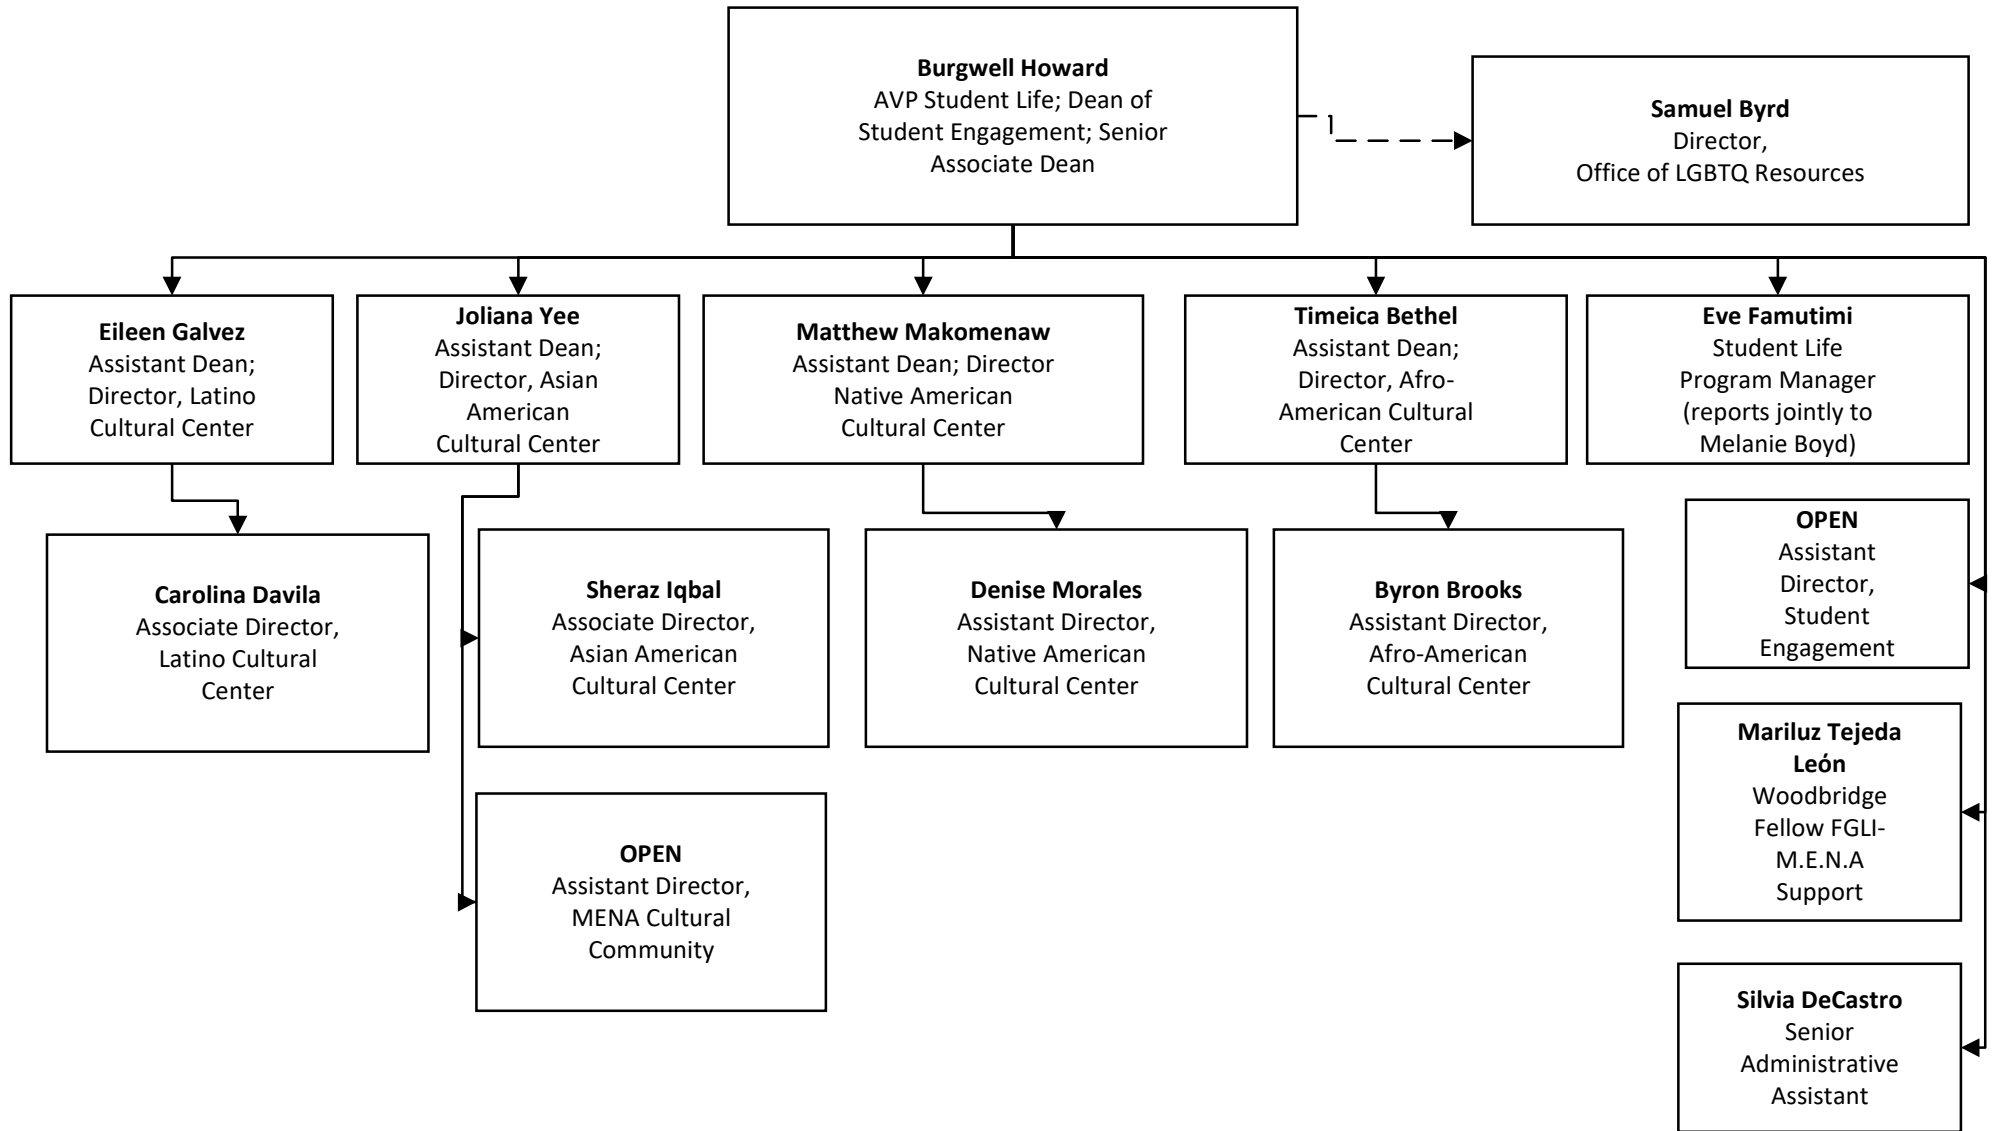 Burgwell Howard
AVP Student Life; Dean of
Student Engagement; Senior
Associate Dean
Samuel Byrd
Director,
Office of LGBTQ Resources
Eileen Galvez
Assistant Dean;
Director, Latino
Cultural Center
Joliana Yee
Assistant Dean;
Director, Asian
American
Cultural Center
Matthew Makomenaw
Assistant Dean; Director
Native American
Cultural Center
Timeica Bethel
Assistant Dean;
Director, Afro-
American Cultural
Center
Eve Famutimi
Student Life
Program Manager
(reports jointly to
Melanie Boyd)
Carolina Davila
Associate Director,
Latino Cultural
Center
Sheraz Iqbal
Associate Director,
Asian American
Cultural Center
Denise Morales
Assistant Director,
Native American
Cultural Center
Byron Brooks
Assistant Director,
Afro-American
Cultural Center
OPEN
Assistant
Director,
Student
Engagement
Mariluz Tejeda
León
Woodbridge
Fellow FGLI-
M.E.N.A
Support
OPEN
Assistant Director,
MENA Cultural
Community
Silvia DeCastro
Senior
Administrative
Assistant